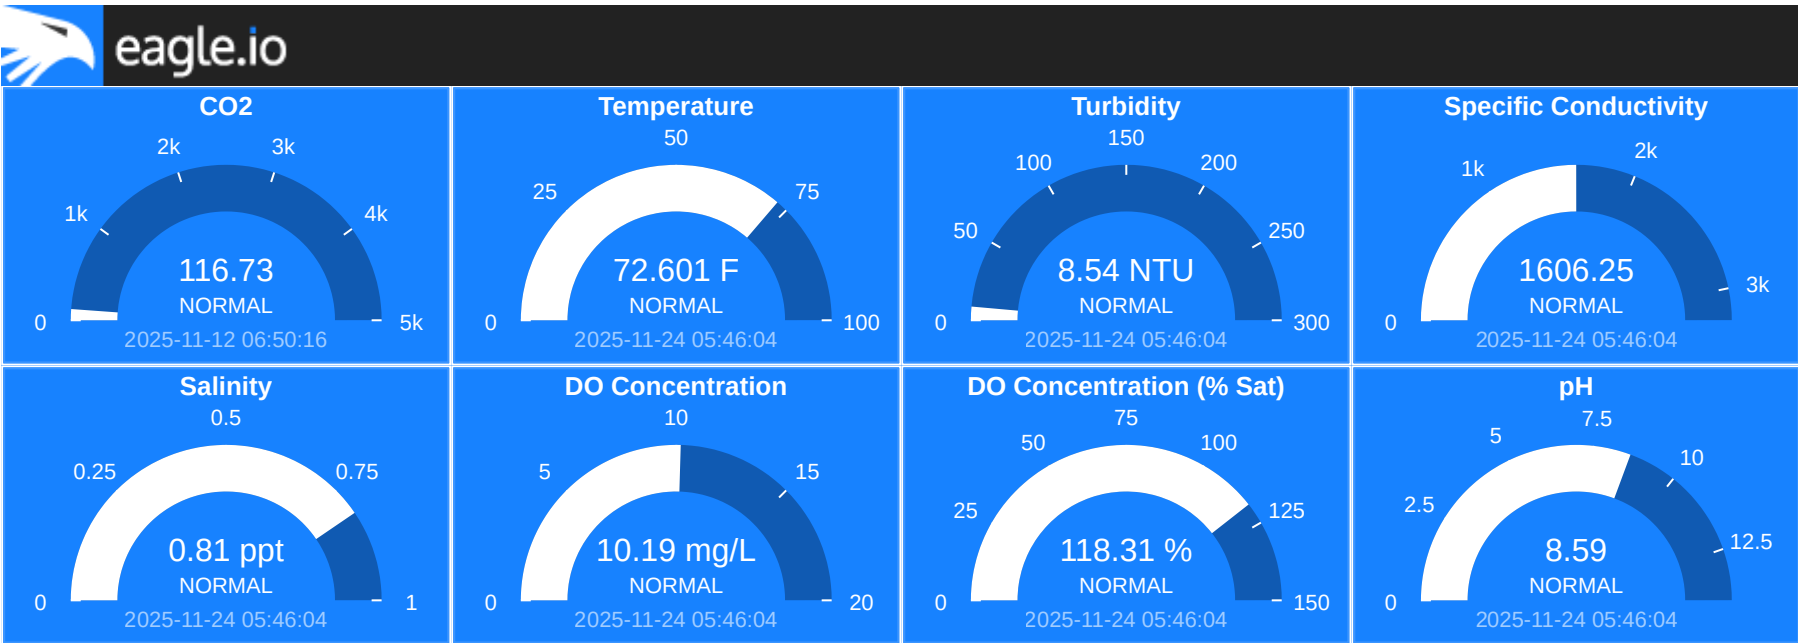 eagle.io
CO2
0
1k
2k
3k
4k
5k
116.73
NORMAL
2025-11-12 06:50:16
Temperature
0
25
50
75
100
72.601 F
NORMAL
2025-11-24 05:46:04
Turbidity
0
50
100
150
200
250
300
8.54 NTU
NORMAL
2025-11-24 05:46:04
Specific Conductivity
0
1k
2k
3k
1606.25
NORMAL
2025-11-24 05:46:04
Salinity
0
0.25
0.5
0.75
1
0.81 ppt
NORMAL
2025-11-24 05:46:04
DO Concentration
0
5
10
15
20
10.19 mg/L
NORMAL
2025-11-24 05:46:04
DO Concentration (% Sat)
0
25
50
75
100
125
150
118.31 %
NORMAL
2025-11-24 05:46:04
pH
0
2.5
5
7.5
10
12.5
8.59
NORMAL
2025-11-24 05:46:04